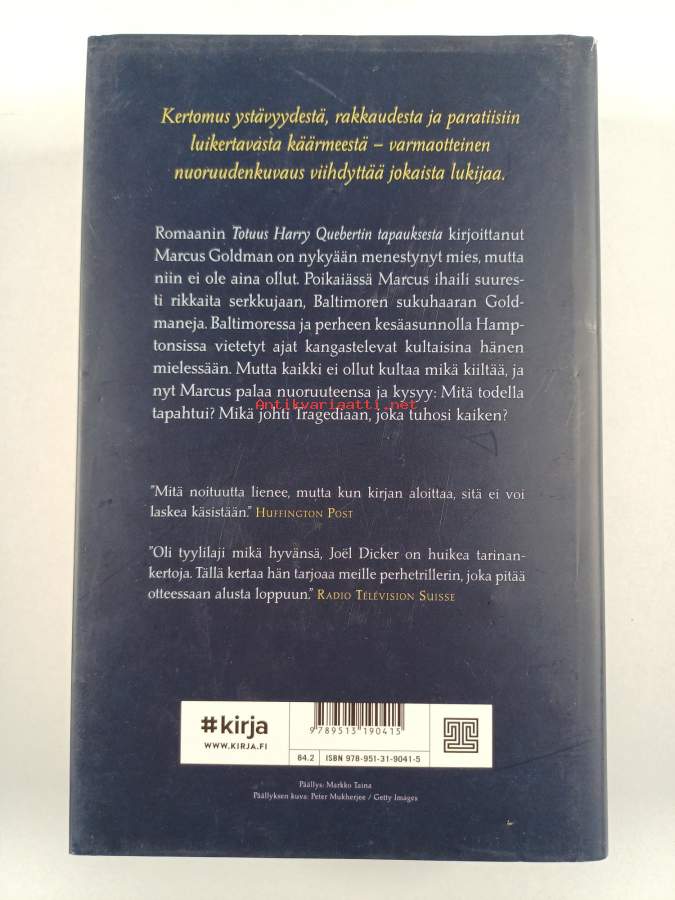 Kertomus ystävyydestä, rakkaudesta ja paratiisiin
luikertavasta käärmeestä – varmaotteinen
nuoruudenkuvaus viihdyttää jokaista lukijaa.
Romaanin Totuus Harry Quebertin tapauksesta kirjoittanut
Marcus Goldman on nykyään menestynyt mies, mutta
niin ei ole aina ollut. Poikaiässä Marcus ihaili suures-
ti rikkaita serkkujaan, Baltimoren sukuhaaran Gold-
maneja. Baltimoressa ja perheen kesäasunnolla Hamp-
tonsissa vietetyt ajat kangastelevat kultaisina hänen
mielessään. Mutta kaikki ei ollut kultaa mikä kiiltää, ja
nyt Marcus palaa nuoruuteensa ja kysyy: Mitä todella
Antikvariaatti.net
tapahtui? Mikä johti Tragediaan, joka tuhosi kaiken?
"Mitä noituutta lienee, mutta kun kirjan aloittaa, sitä ei voi
laskea käsistään." Huffington Post
"Oli tyylilaji mikä hyvänsä, Joël Dicker on huikea tarinan-
kertoja. Tällä kertaa hän tarjoaa meille perhetrillerin, joka pitää
otteessaan alusta loppuun." Radio Télévision Suisse
#kirja
WWW.KIRJA.FI
9789513190415
84.2 ISBN 978-951-31-9041-5
Päällys: Markko Taina
Päällyksen kuva: Peter Mukherjee / Getty Images